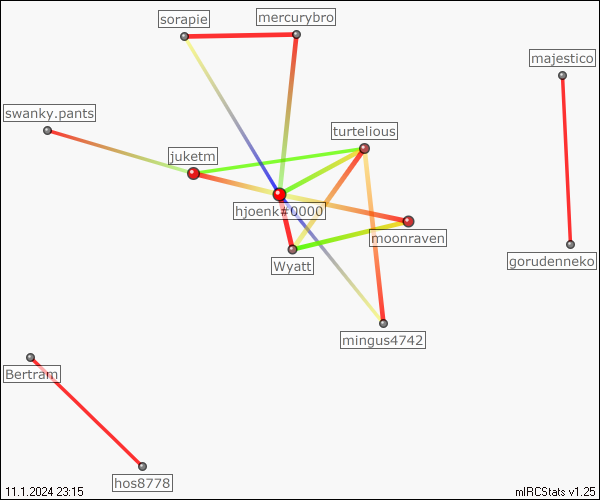 sorapie
mercurybro
majestico
swanky.pants
turtelious
juketm
hjoenk#0000
moonraven
gorudenneko
Wyatt
mingus4742
Bertram
hos8778
11.1.2024 23:15
mIRCStats v1.25